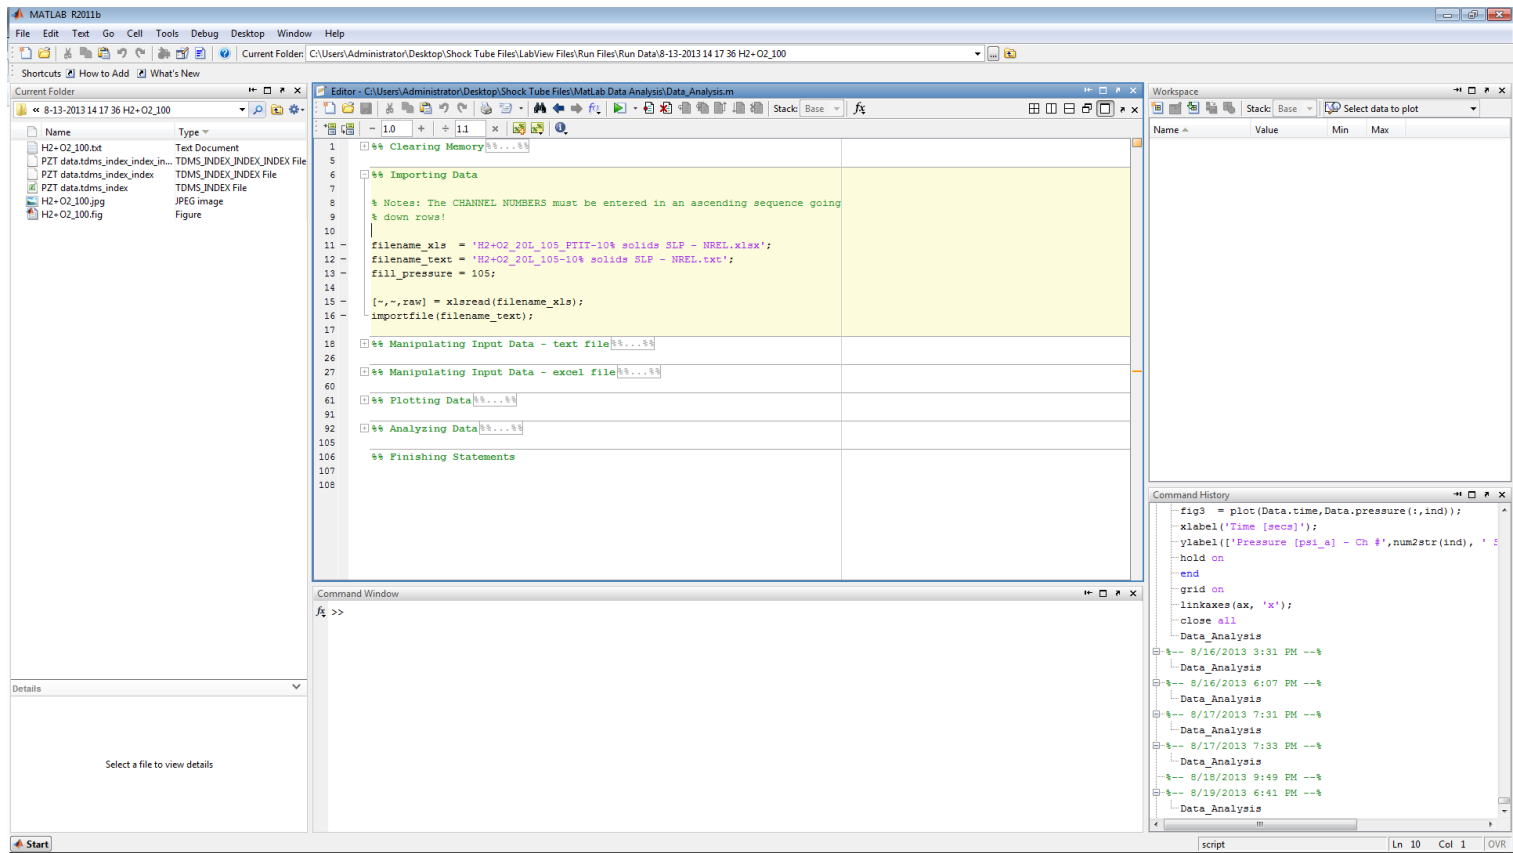 MATLAB R2011b
File Edit Text Go Cell Tools Debug Desktop Window Help
Current Folder: C:\Users\Administrator\Desktop\Shock Tube Files\LabView Files\Run Files\Run Data\8-13-2013 14 17 36 H2+O2_100
Shortcuts How to Add What's New
Current Folder
« 8-13-2013 14 17 36 H2+O2_100
Name Type
H2+O2_100.txt Text Document
PZT data.tdms_index_index_in... TDMS_INDEX_INDEX_INDEX File
PZT data.tdms_index_index TDMS_INDEX_INDEX File
PZT data.tdms_index TDMS_INDEX File
H2+O2_100.jpg JPEG image
H2+O2_100.fig Figure
Details
Select a file to view details
Editor - C:\Users\Administrator\Desktop\Shock Tube Files\MatLab Data Analysis\Data_Analysis.m
Stack: Base fx
- 1.0 + ÷ 1.1 ×
1 %% Clearing Memory %%...%%
5
6 %% Importing Data
7
8 % Notes: The CHANNEL NUMBERS must be entered in an ascending sequence going
9 % down rows!
10
11 - filename_xls = 'H2+O2_20L_105_PTIT-10% solids SLP - NREL.xlsx';
12 - filename_text = 'H2+O2_20L_105-10% solids SLP - NREL.txt';
13 - fill_pressure = 105;
14
15 - [~,~,raw] = xlsread(filename_xls);
16 - importfile(filename_text);
17
18 %% Manipulating Input Data - text file %%...%%
26
27 %% Manipulating Input Data - excel file %%...%%
60
61 %% Plotting Data %%...%%
91
92 %% Analyzing Data %%...%%
105
106 %% Finishing Statements
107
108
Command Window
fx >>
Workspace
Stack: Base Select data to plot
Name Value Min Max
Command History
fig3 = plot(Data.time,Data.pressure(:,ind));
xlabel('Time [secs]');
ylabel(['Pressure [psi_a] - Ch #',num2str(ind), '
hold on
end
grid on
linkaxes(ax, 'x');
close all
Data_Analysis
%-- 8/16/2013 3:31 PM --%
Data_Analysis
%-- 8/16/2013 6:07 PM --%
Data_Analysis
%-- 8/17/2013 7:31 PM --%
Data_Analysis
%-- 8/17/2013 7:33 PM --%
Data_Analysis
%-- 8/18/2013 9:49 PM --%
%-- 8/19/2013 6:41 PM --%
Data_Analysis
Start script Ln 10 Col 1 OVR